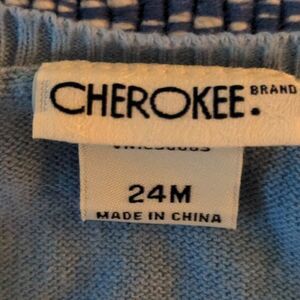 CHEROKEE.
BRAND
24M
MADE IN CHINA